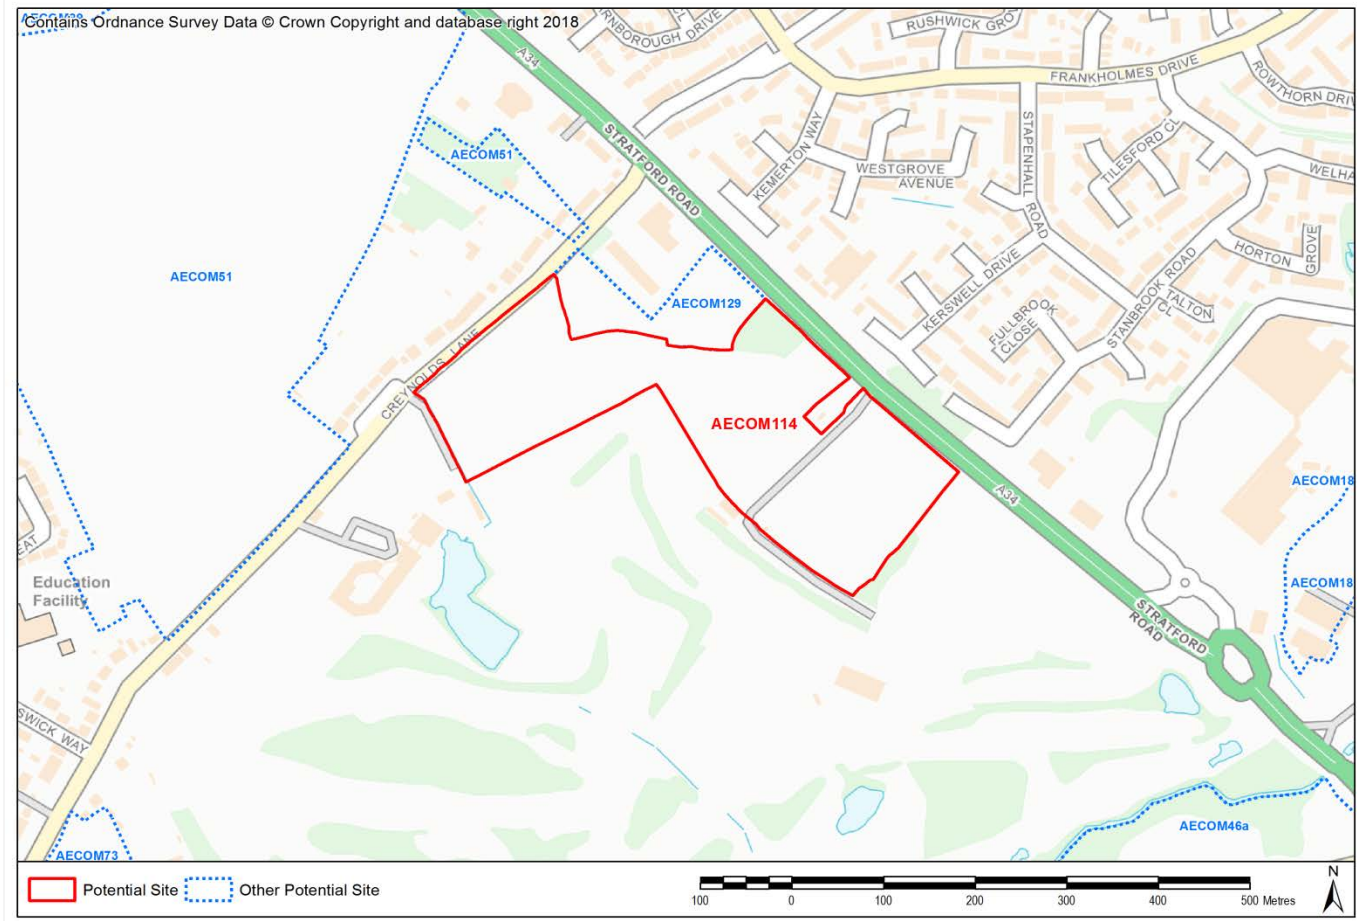 Contains Ordnance Survey Data © Crown Copyright and database right 2018
RUSHWICK GRO
A34
FRANKHOLMES DRIVE
ROWTHORN DRIV
STRATFORD ROAD
KEMERTON WAY
STAPENHALL ROAD
TILESFORD CL
AECOM51
WESTGROVE
AVENUE
WELHA
HORTON
GROVE
AECOM51
AECOM129
KERSWELL DRIVE
STANBROOK ROAD
TALTON
CL
FULLBROOK
CLOSE
CREYNOLDS LANE
AECOM114
A34
AECOM18
Education
Facility
AECOM18
STRATFORD
ROAD
SWICK WAY
AECOM46a
AECOM73
Potential Site
Other Potential Site
100 0 100 200 300 400 500 Metres
N